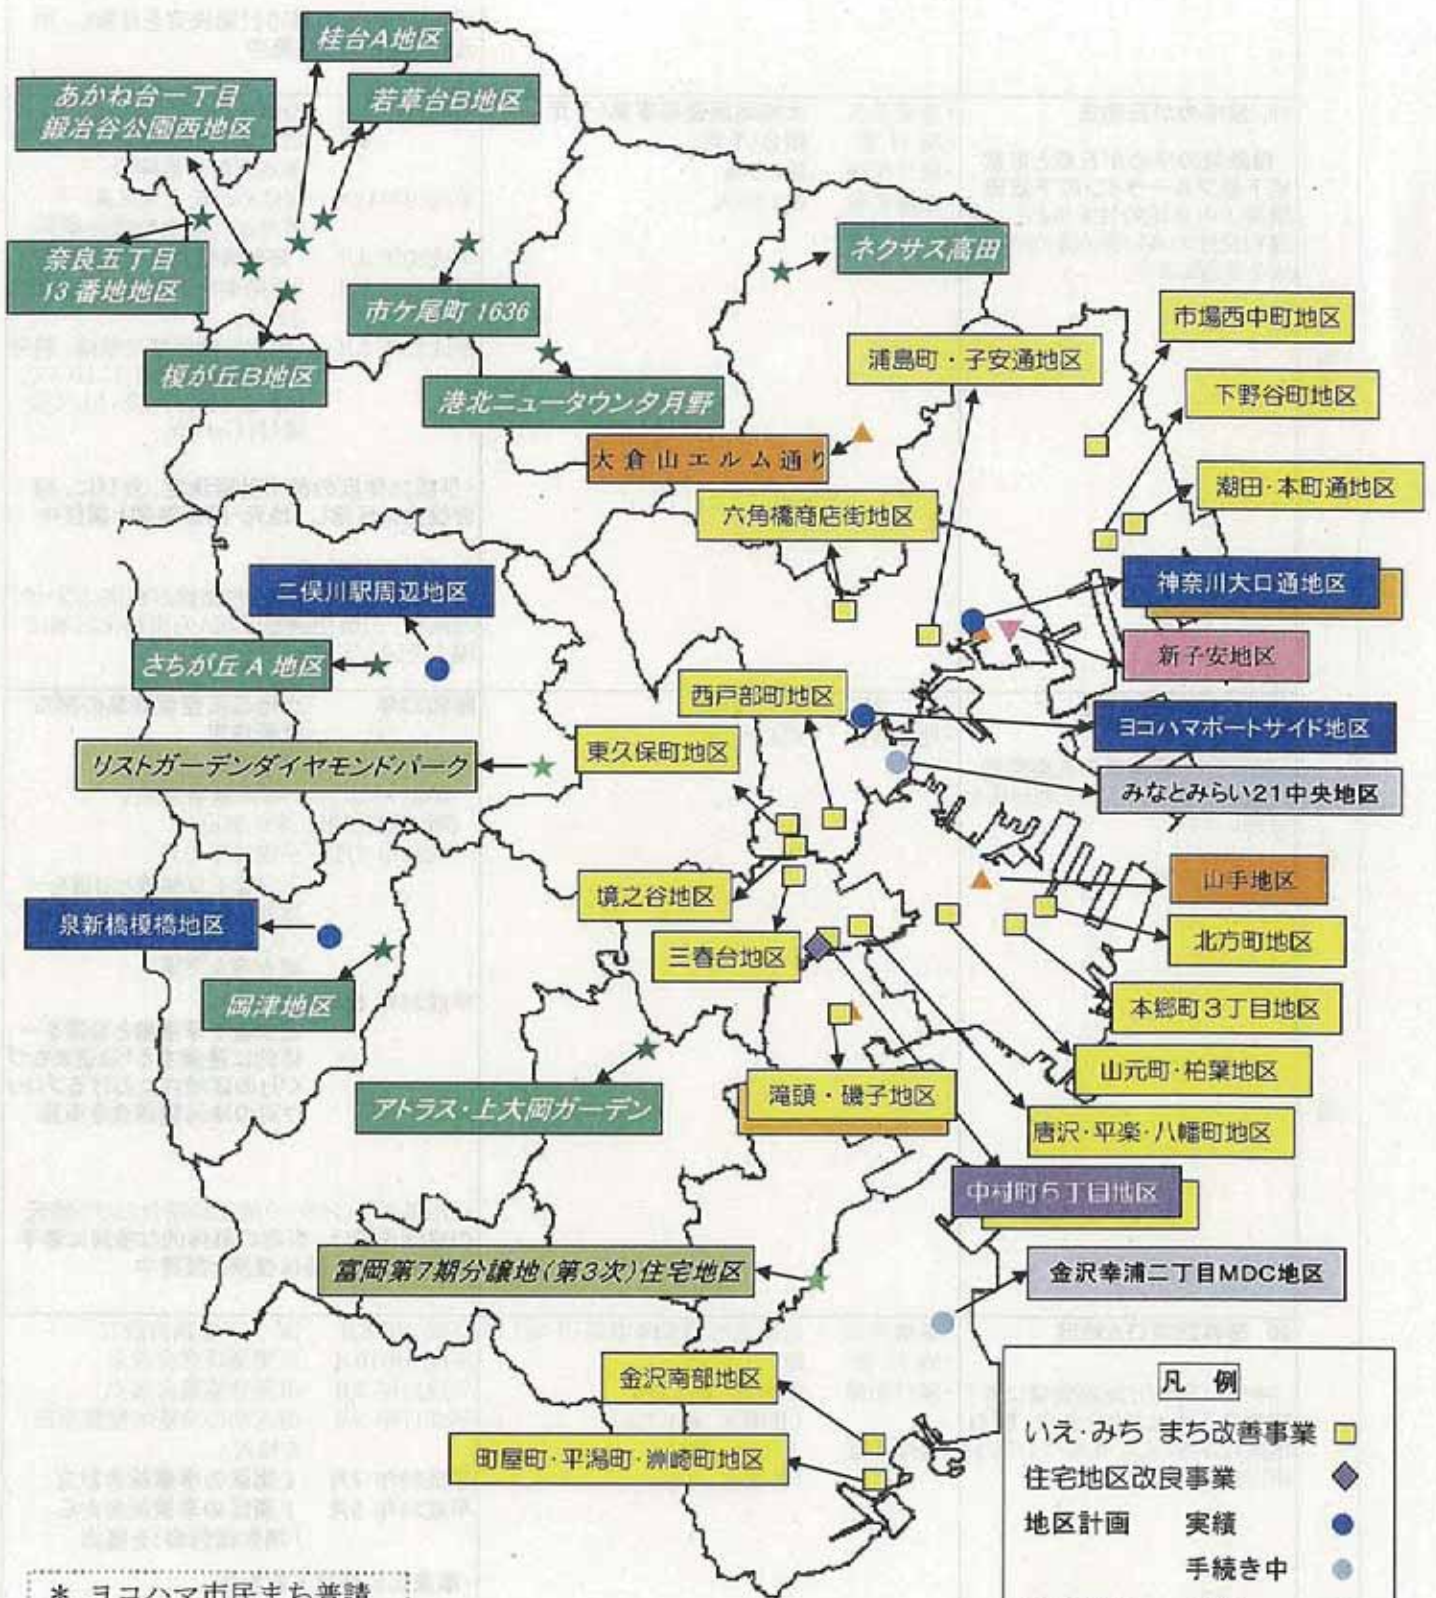 桂台A地区
あかね台一丁目
鍛冶谷公園西地区
若草台B地区
奈良五丁目
13番地地区
市ケ尾町 1636
榎が丘B地区
港北ニュータウンタ月野
ネクサス高田
市場西中町地区
浦島町・子安通地区
下野谷町地区
大倉山エルム通り
潮田・本町通地区
六角橋商店街地区
二俣川駅周辺地区
神奈川大口通地区
さちが丘A地区
新子安地区
西戸部町地区
ヨコハマポートサイド地区
東久保町地区
リストガーデンダイヤモンドパーク
みなとみらい21中央地区
境之谷地区
山手地区
泉新橋榎橋地区
三春台地区
北方町地区
岡津地区
本郷町3丁目地区
山元町・柏葉地区
アトラス・上大岡ガーデン
滝頭・磯子地区
唐沢・平楽・八幡町地区
中村町5丁目地区
富岡第7期分譲地(第3次)住宅地区
金沢幸浦二丁目MDC地区
金沢南部地区
町屋町・平潟町・洲崎町地区
凡 例
いえ・みち まち改善事業
住宅地区改良事業
地区計画 実績
手続き中
* ヨコハマ市民まち普請